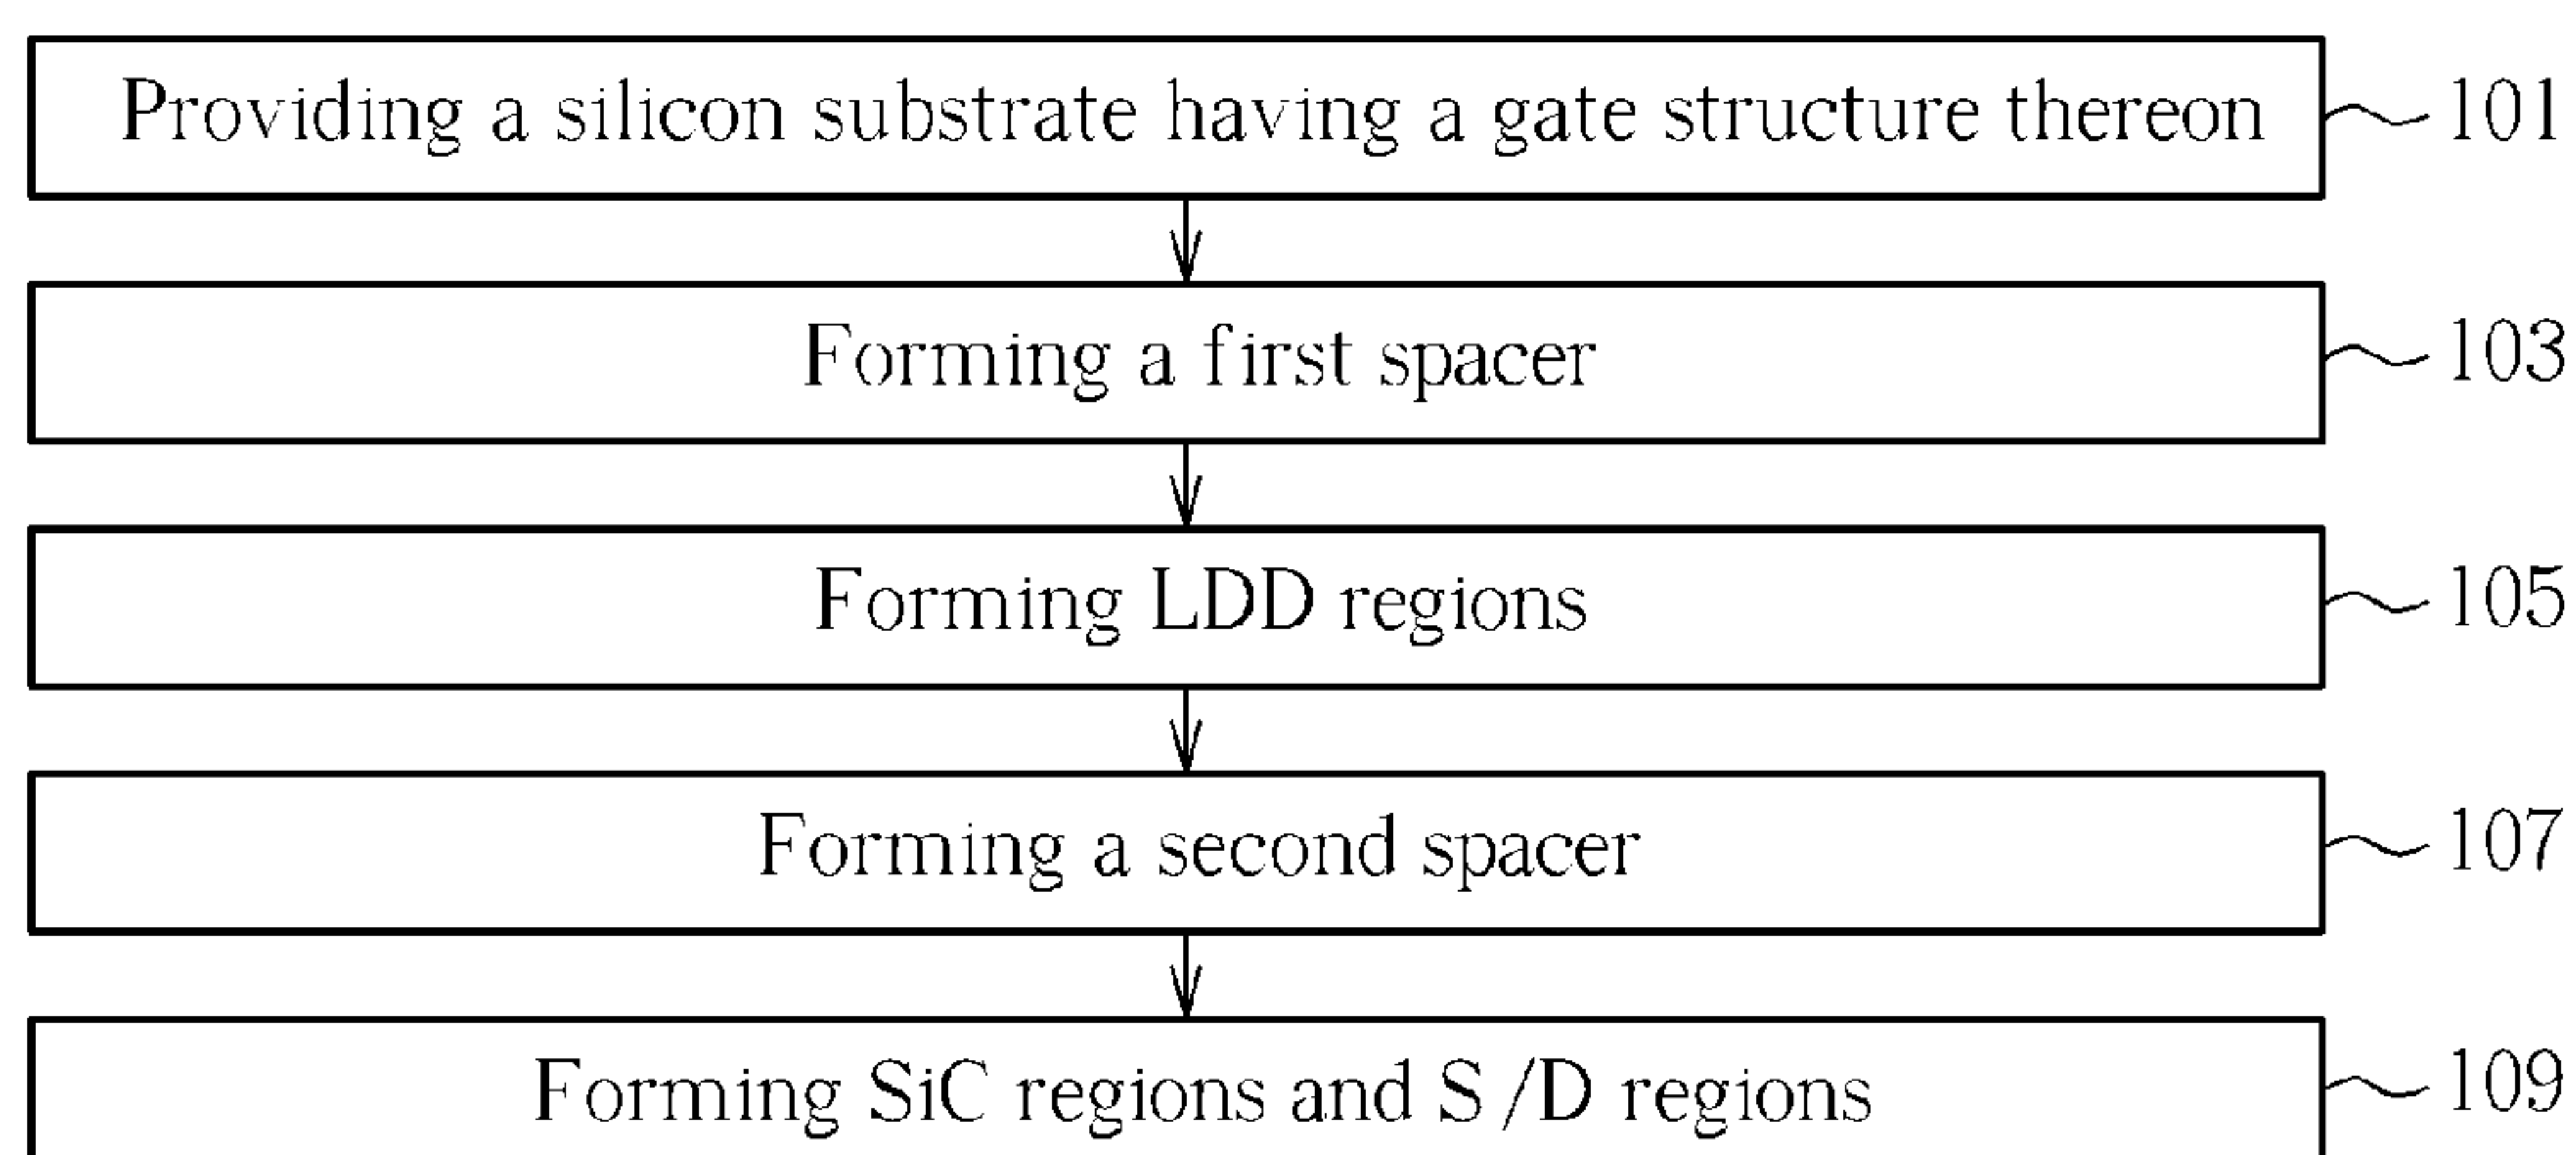 Providing a silicon substrate having a gate structure thereon 101
Forming a first spacer 103
Forming LDD regions 105
Forming a second spacer 107
Forming SiC regions and S/D regions 109